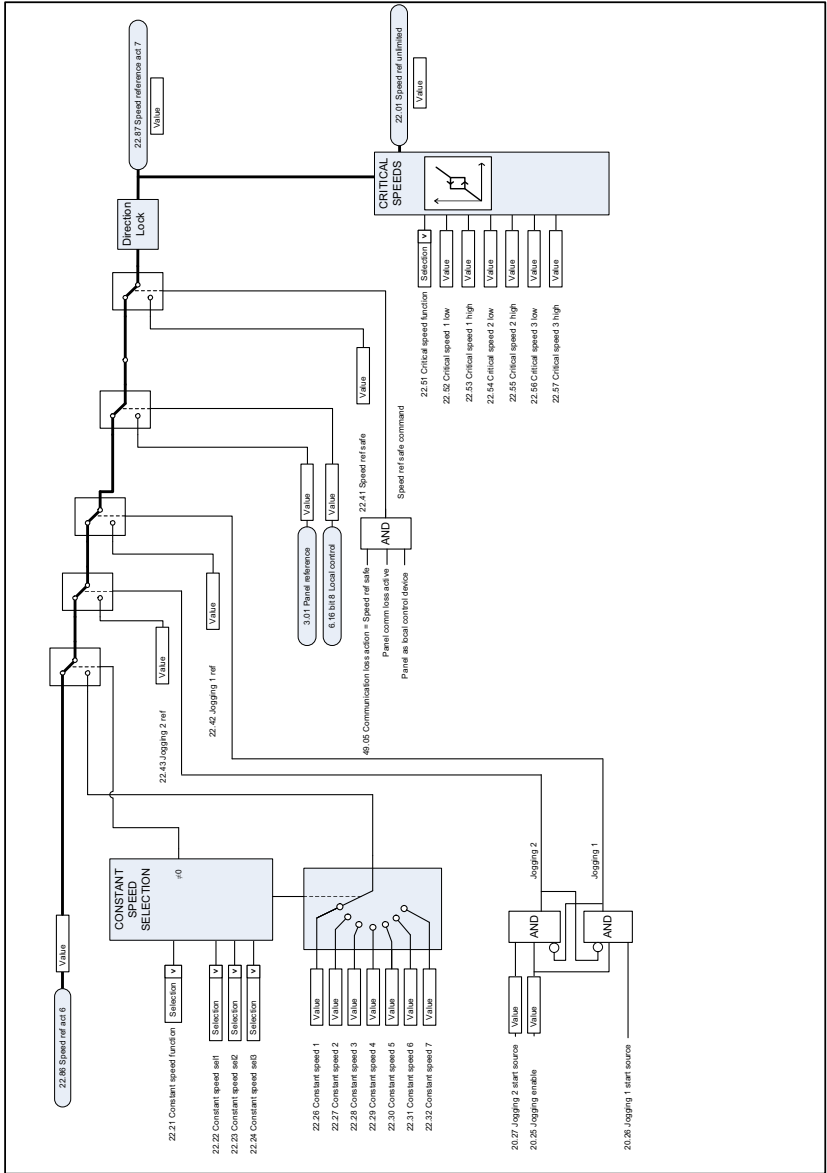 22.86 Speed ref act 6
Value
22.21 Constant speed function
Selection
v
22.22 Constant speed sel1
Selection
v
22.23 Constant speed sel2
Selection
v
22.24 Constant speed sel3
Selection
v
CONSTANT
SPEED
SELECTION
≠0
22.26 Constant speed 1
Value
22.27 Constant speed 2
Value
22.28 Constant speed 3
Value
22.29 Constant speed 4
Value
22.30 Constant speed 5
Value
22.31 Constant speed 6
Value
22.32 Constant speed 7
Value
20.27 Jogging 2 start source
Value
20.25 Jogging enable
Value
20.26 Jogging 1 start source
AND
AND
Jogging 2
Jogging 1
22.43 Jogging 2 ref
Value
22.42 Jogging 1 ref
Value
3.01 Panel reference
Value
6.16 bit 8 Local control
Value
22.41 Speed ref safe
Value
49.05 Communication loss action = Speed ref safe
Panel comm loss active
Panel as local control device
AND
Speed ref safe command
Direction
Lock
22.87 Speed reference act 7
Value
22.51 Critical speed function
Selection
v
22.52 Critical speed 1 low
Value
22.53 Critical speed 1 high
Value
22.54 Critical speed 2 low
Value
22.55 Critical speed 2 high
Value
22.56 Critical speed 3 low
Value
22.57 Critical speed 3 high
Value
CRITICAL
SPEEDS
22.01 Speed ref unlimited
Value